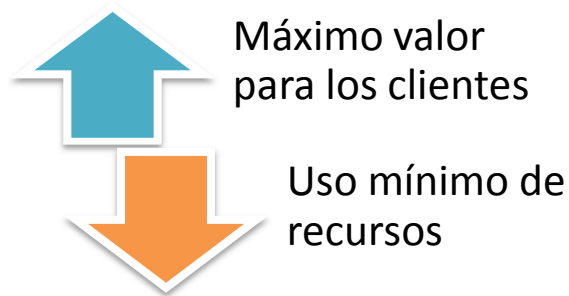 Máximo valor
para los clientes
Uso mínimo de
recursos